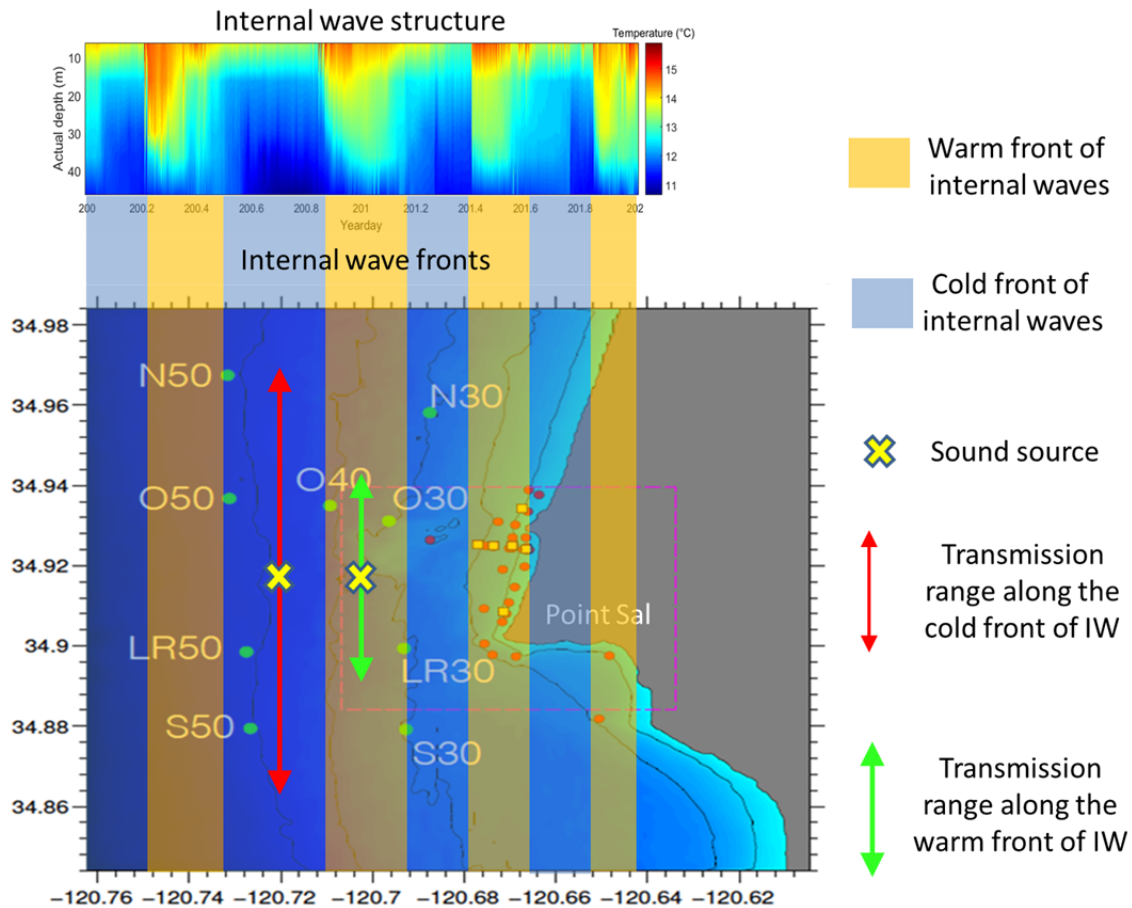 Internal wave structure
Temperature (°C)
Actual depth (m)
10
20
30
40
15
14
13
12
11
200 200.2 200.4 200.6 200.8 201 201.2 201.4 201.6 201.8 202
Yearday
Internal wave fronts
34.98
34.96
34.94
34.92
34.9
34.88
34.86
N50
N30
O40
O50
O30
Point Sal
LR50
LR30
S50
S30
−120.76 −120.74 −120.72 −120.7 −120.68 −120.66 −120.64 −120.62
Warm front of
internal waves
Cold front of
internal waves
Sound source
Transmission
range along the
cold front of IW
Transmission
range along the
warm front of IW